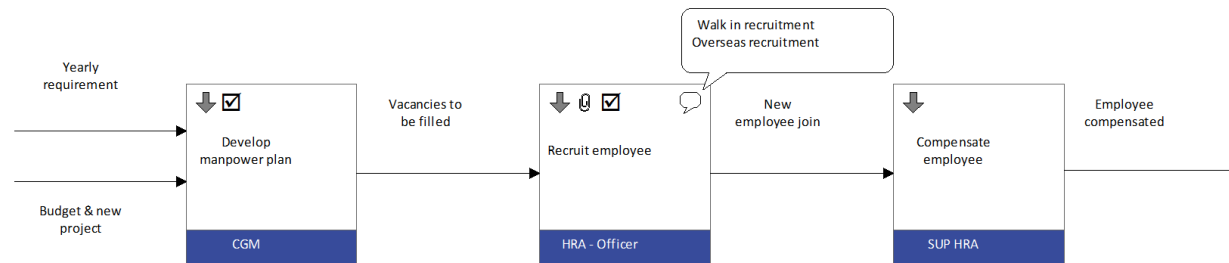 Walk in recruitment
Overseas recruitment
Yearly
requirement
Budget & new
project
Develop
manpower plan
CGM
Vacancies to
be filled
Recruit employee
HRA - Officer
New
employee join
Compensate
employee
SUP HRA
Employee
compensated